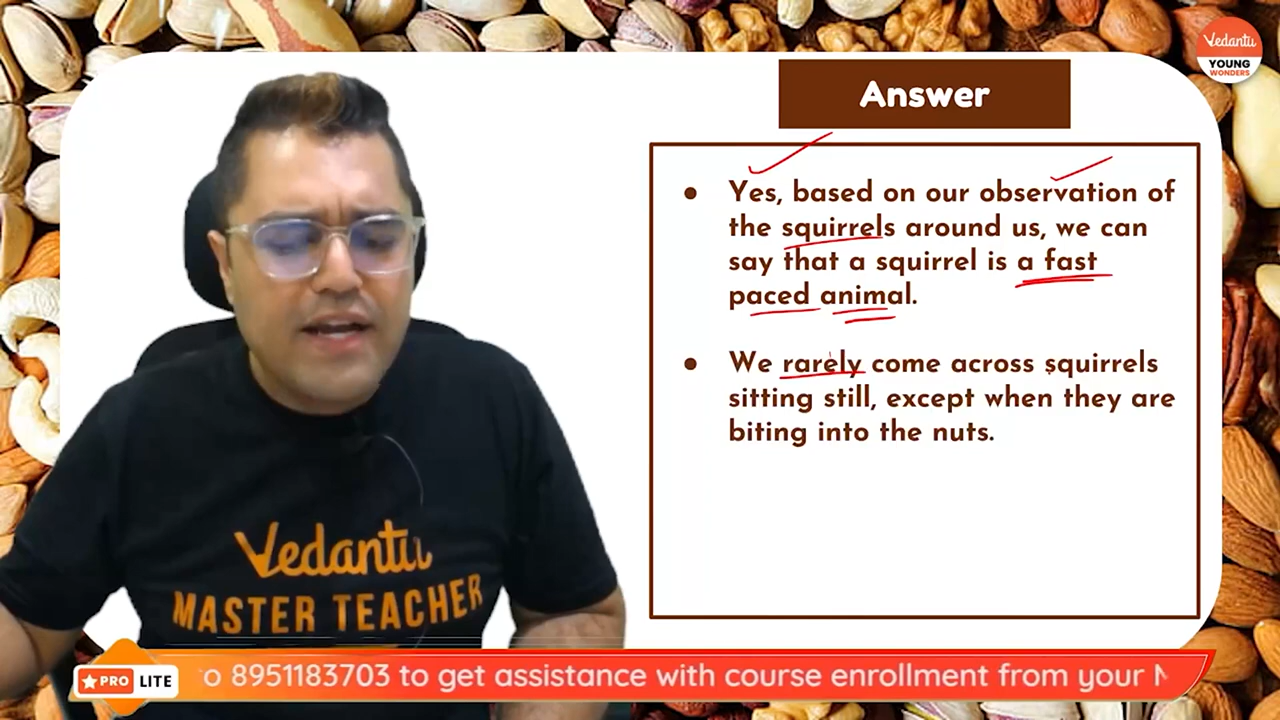 Vedantu
YOUNG
WONDERS
Answer
• Yes, based on our observation of
the squirrels around us, we can
say that a squirrel is a fast
paced animal.
• We rarely come across squirrels
sitting still, except when they are
biting into the nuts.
Vedantu
MASTER TEACHER
PRO LITE
o 8951183703 to get assistance with course enrollment from your